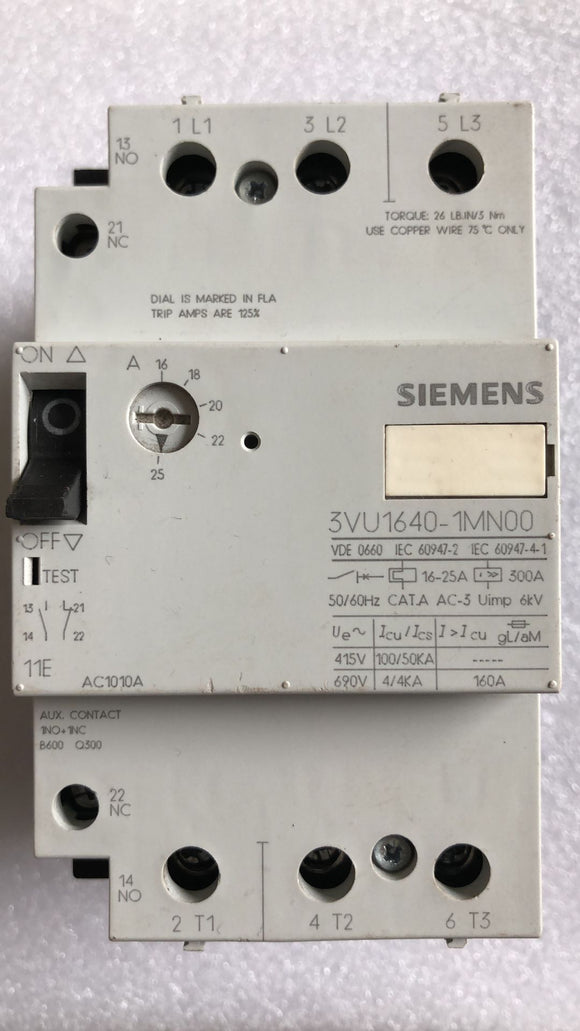 1 L1 3 L2 5 L3
13
NO
21
NC
TORQUE: 26 LB.IN/3 Nm
USE COPPER WIRE 75 °C ONLY
DIAL IS MARKED IN FLA
TRIP AMPS ARE 125%
ON △
A
16
18
20
22
25
SIEMENS
3VU1640-1MN00
OFF ▽
VDE 0660 IEC 60947-2 IEC 60947-4-1
TEST
16-25A I>> 300A
50/60Hz CAT.A AC-3 Uimp 6kV
13 21
14 22
Ue~ Icu/Ics I>Icu gL/aM
415V 100/50KA -----
690V 4/4KA 160A
11E
AC1010A
AUX. CONTACT
1NO+1NC
B600 Q300
22
NC
14
NO
2 T1 4 T2 6 T3